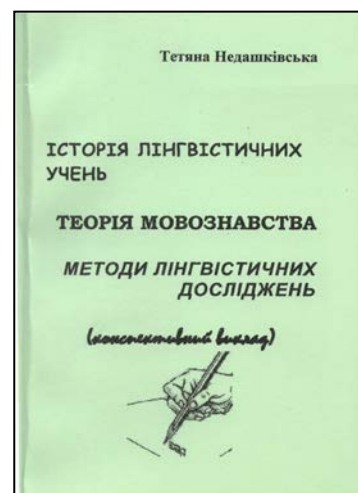 Тетяна Недашківська
ІСТОРІЯ ЛІНГВІСТИЧНИХ
УЧЕНЬ
ТЕОРІЯ МОВОЗНАВСТВА
МЕТОДИ ЛІНГВІСТИЧНИХ
ДОСЛІДЖЕНЬ
(конспективний виклад)